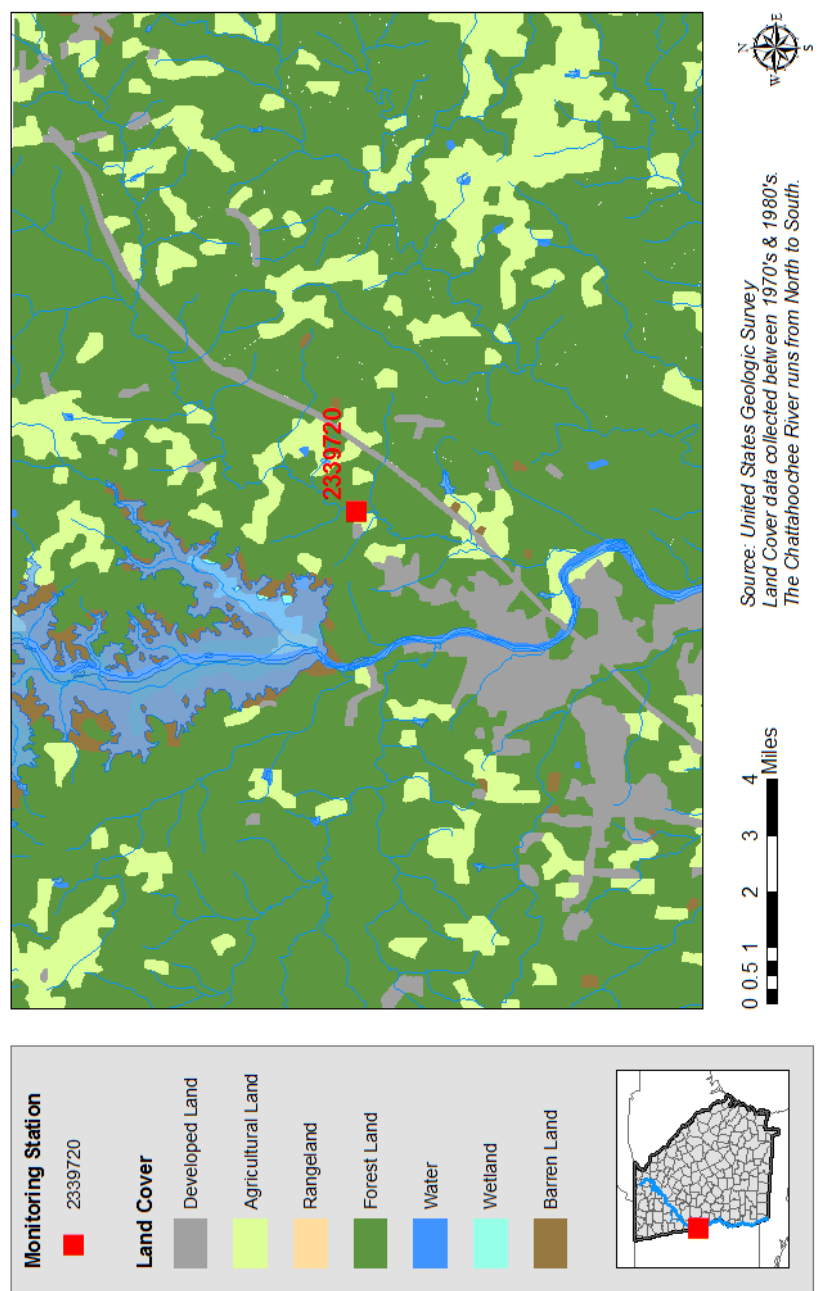 Monitoring Station
2339720
Land Cover
Developed Land
Agricultural Land
Rangeland
Forest Land
Water
Wetland
Barren Land
2339720
0 0.5 1 2 3 4
Miles
Source: United States Geologic Survey
Land Cover data collected between 1970's & 1980's.
The Chattahoochee River runs from North to South.
N
W E
S